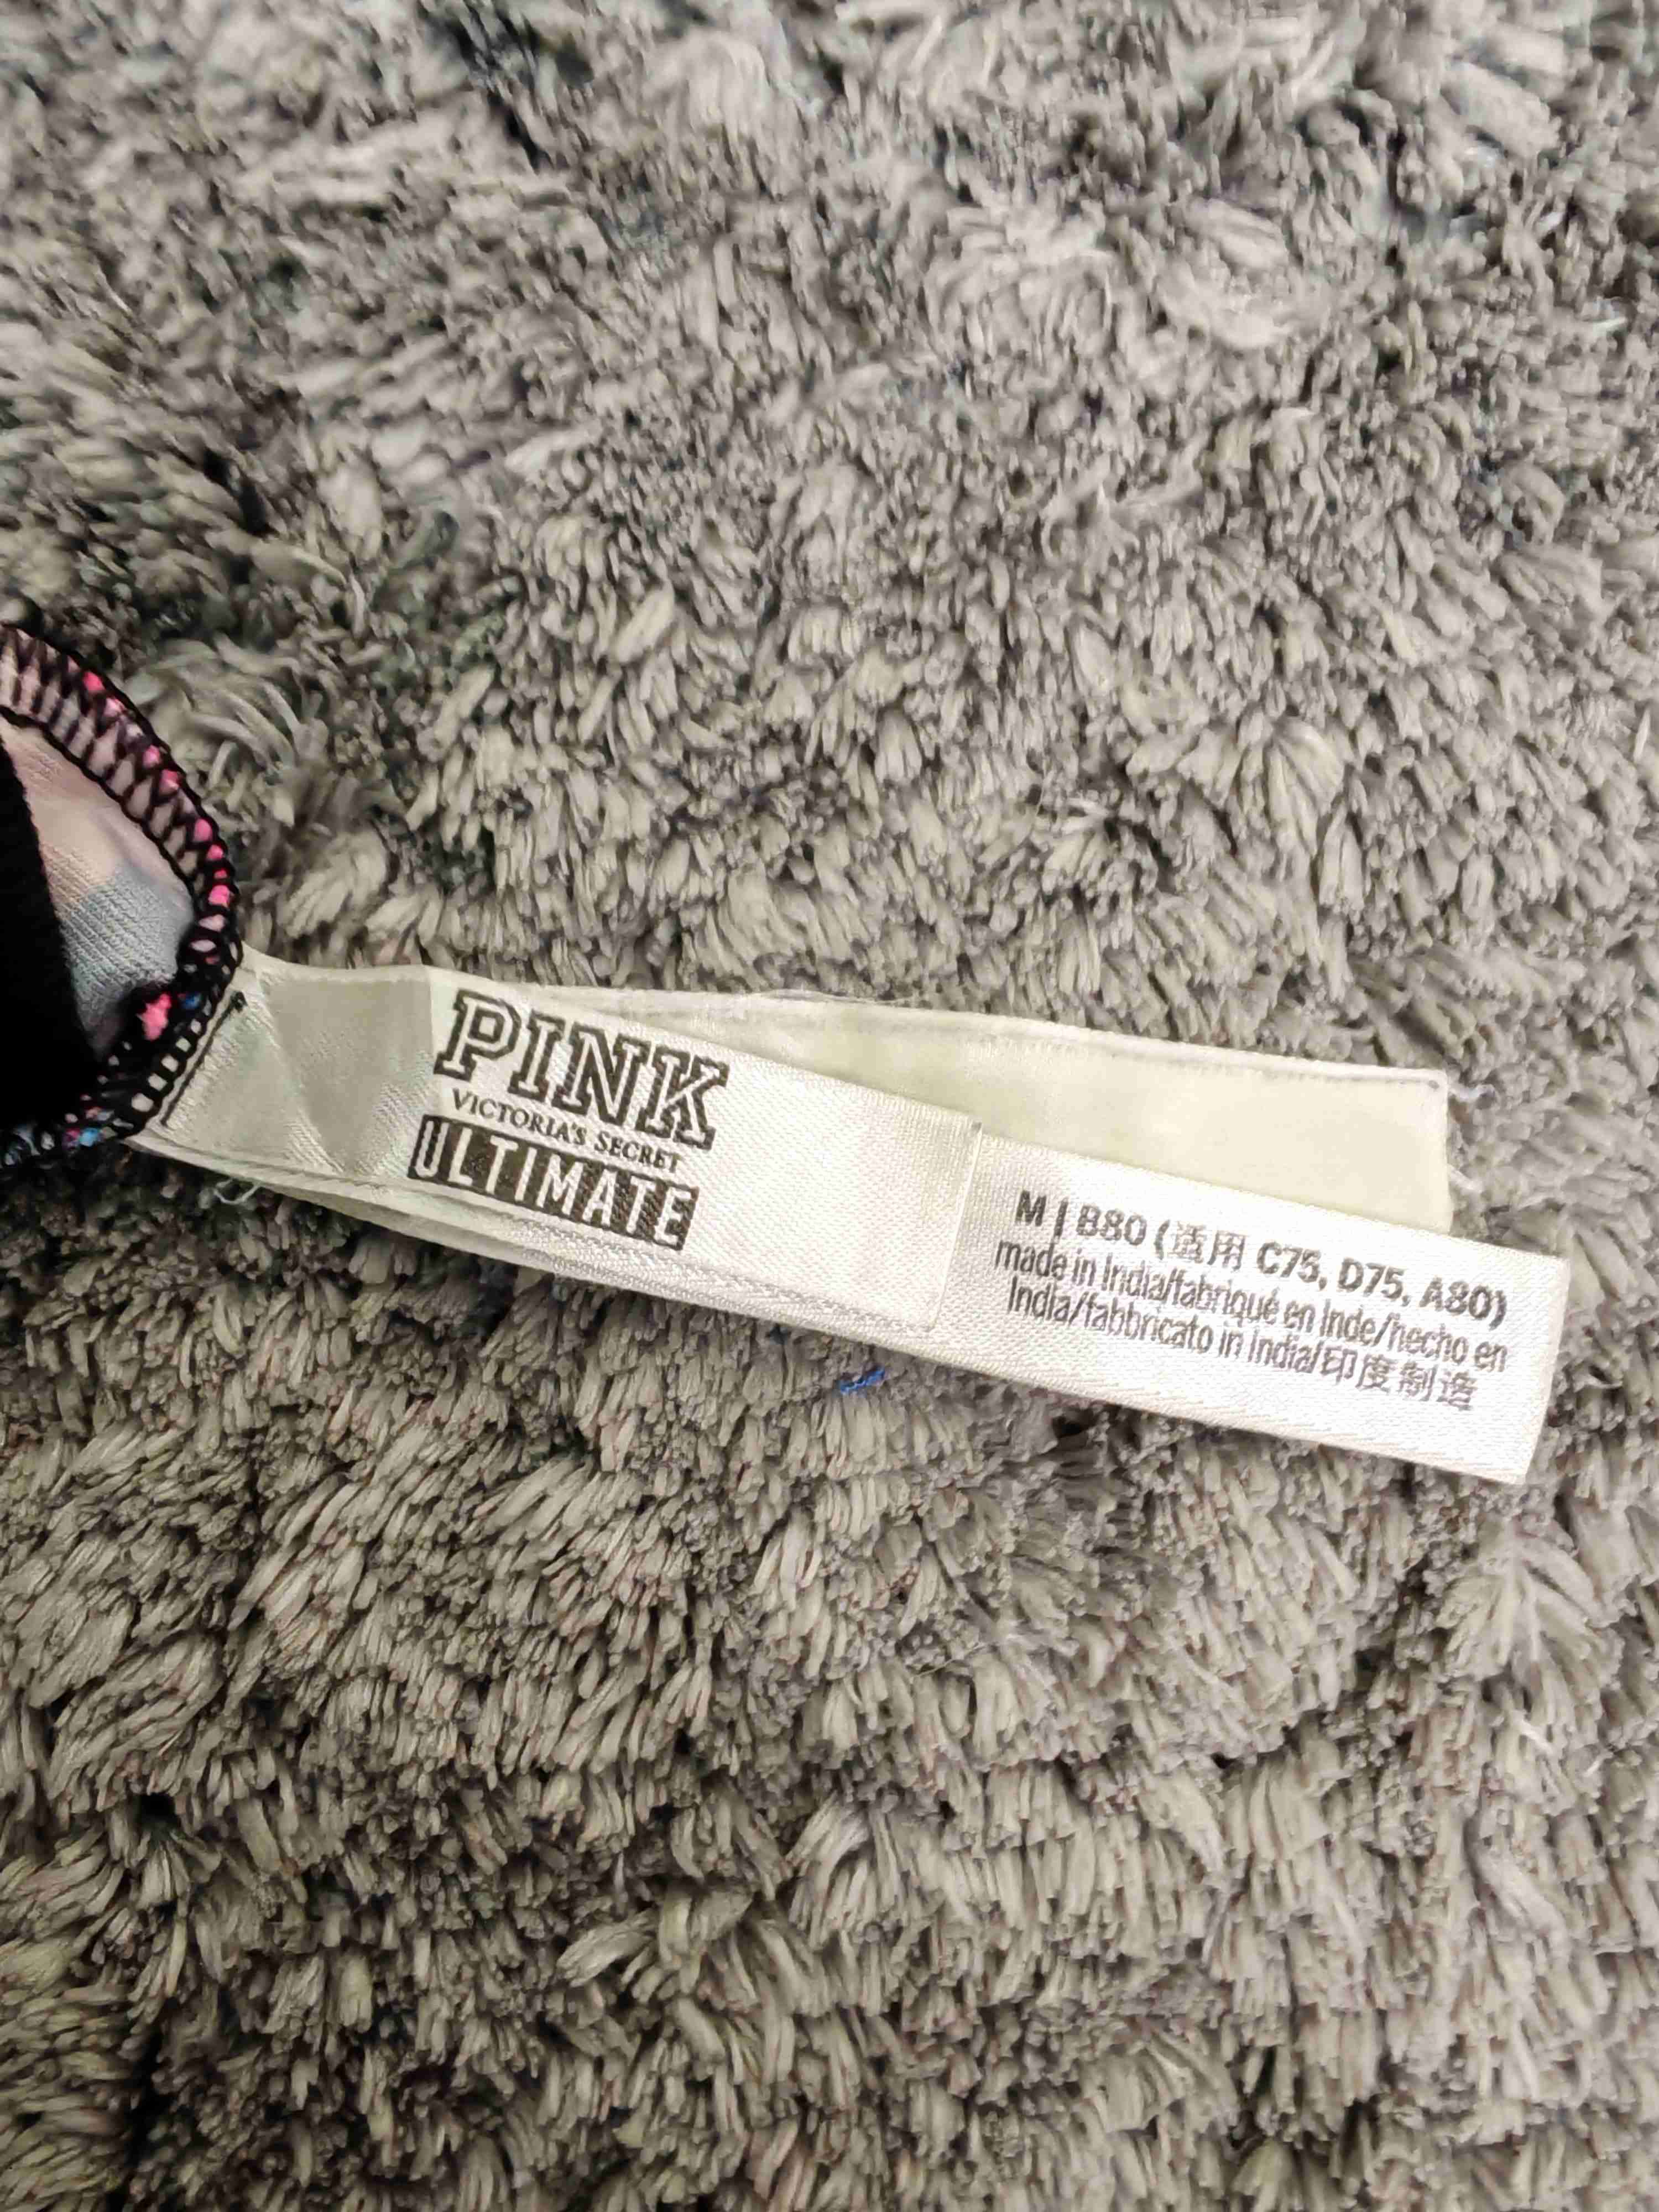 PINK
VICTORIA'S SECRET
ULTIMATE
M | B80 (适用 C75, D75, A80)
made in India/fabriqué en Inde/hecho en
India/fabbricato in India/印度制造